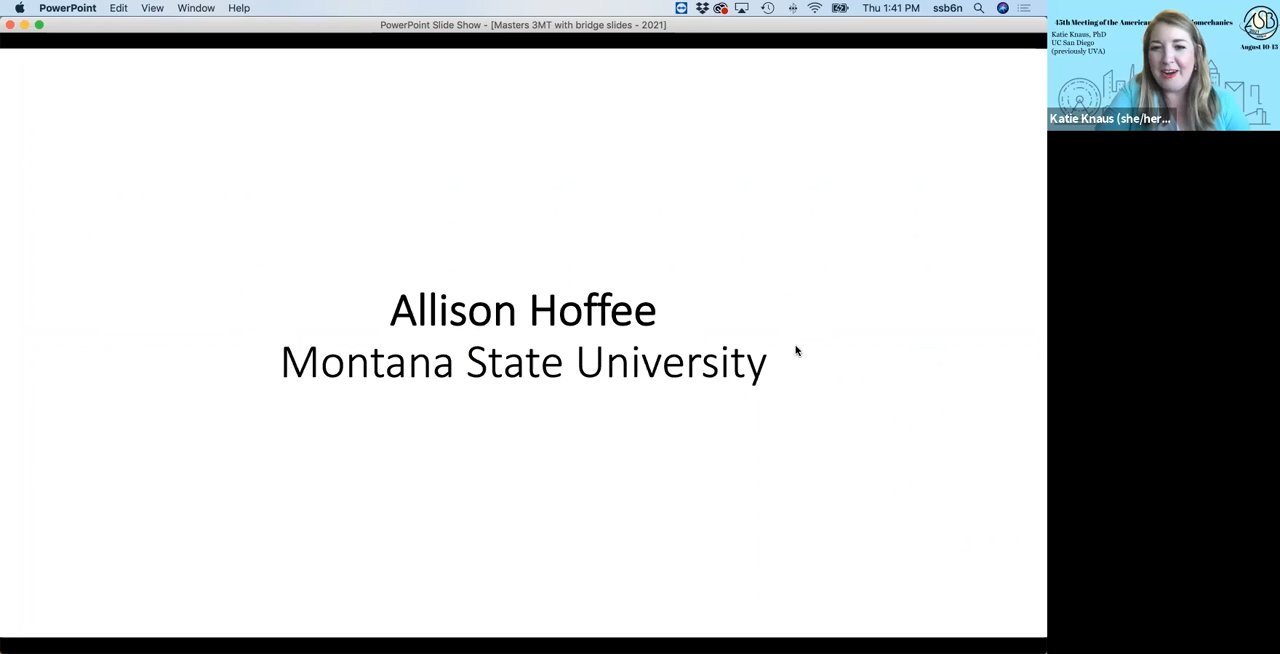 PowerPoint Edit View Window Help
Thu 1:41 PM ssb6n
PowerPoint Slide Show - [Masters 3MT with bridge slides - 2021]
Allison Hoffee
Montana State University
45th Meeting of the American omechanics
Katie Knaus, PhD
UC San Diego
(previously UVA)
ASB
August 10-13
Katie Knaus (she/her...